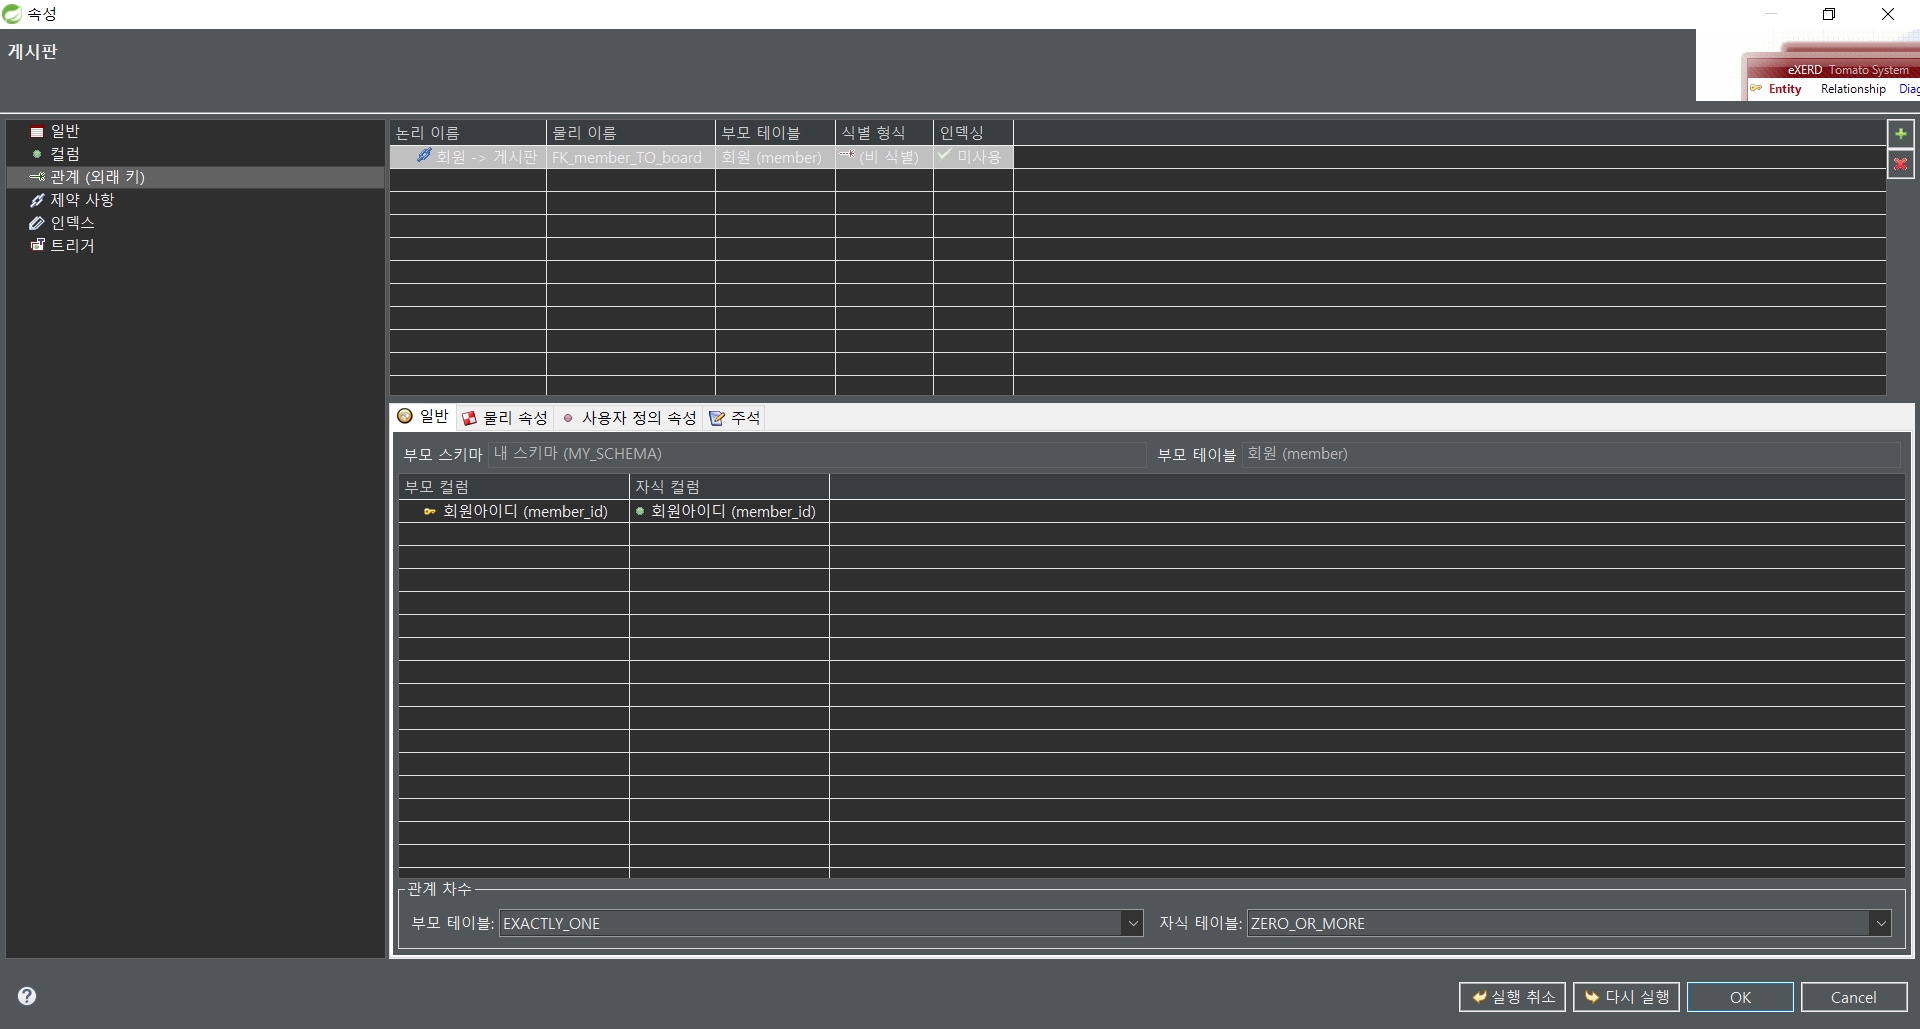 속성
게시판
eXERD Tomato System
Entity Relationship
일반
컬럼
관계 (외래 키)
제약 사항
인덱스
트리거
논리 이름 물리 이름 부모 테이블 식별 형식 인덱싱
회원 -> 게시판 FK_member_TO_board 회원 (member) (비 식별) 미사용
일반 물리 속성 사용자 정의 속성 주석
부모 스키마 내 스키마 (MY_SCHEMA) 부모 테이블 회원 (member)
부모 컬럼 자식 컬럼
회원아이디 (member_id) 회원아이디 (member_id)
관계 차수
부모 테이블: EXACTLY_ONE 자식 테이블: ZERO_OR_MORE
실행 취소 다시 실행 OK Cancel